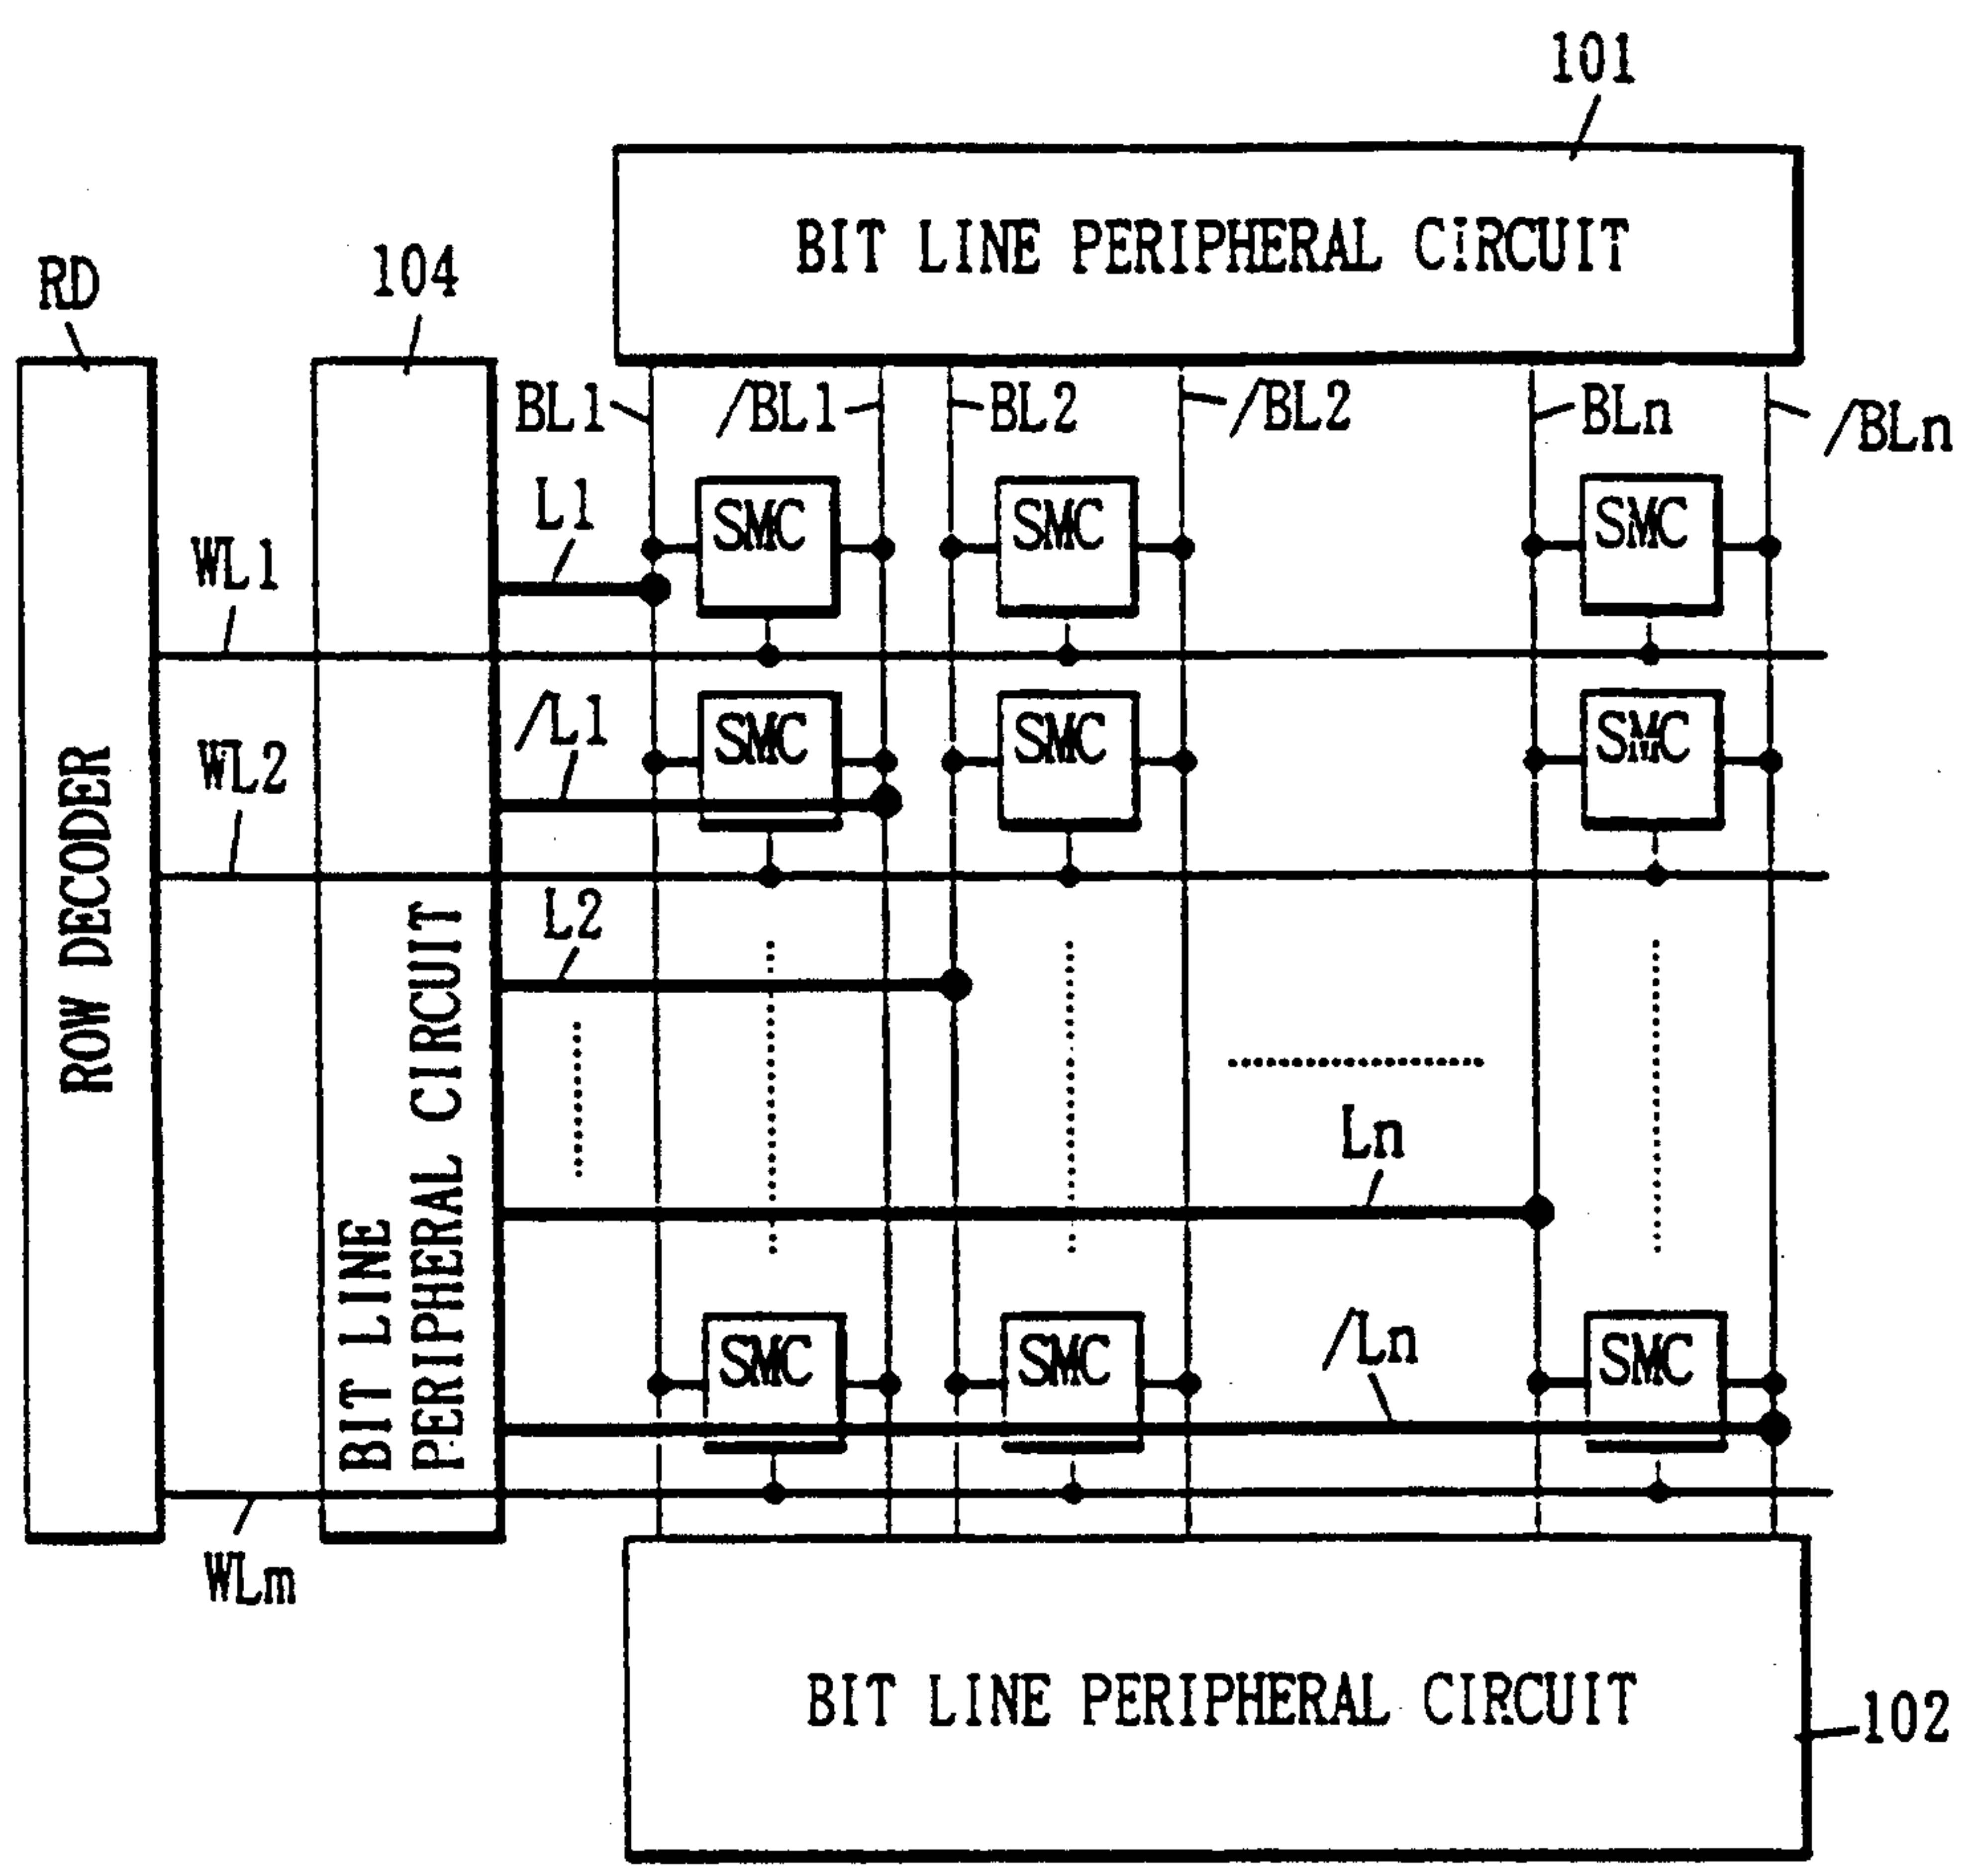 101
BIT LINE PERIPHERAL CIRCUIT
RD
104
BL1
/BL1
BL2
/BL2
BLn
/BLn
L1
SMC
SMC
SMC
WL1
/L1
SMC
SMC
SMC
WL2
L2
ROW DECODER
BIT LINE
PERIPHERAL CIRCUIT
Ln
/Ln
SMC
SMC
SMC
WLm
BIT LINE PERIPHERAL CIRCUIT
102